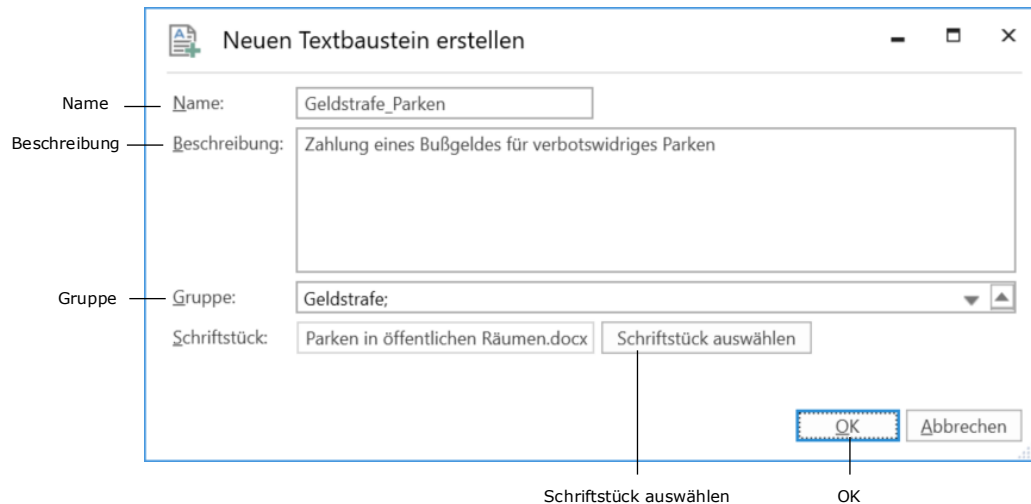 Neuen Textbaustein erstellen
Name Name: Geldstrafe_Parken
Beschreibung Beschreibung: Zahlung eines Bußgeldes für verbotswidriges Parken
Gruppe Gruppe: Geldstrafe;
Schriftstück: Parken in öffentlichen Räumen.docx Schriftstück auswählen
OK Abbrechen
Schriftstück auswählen OK